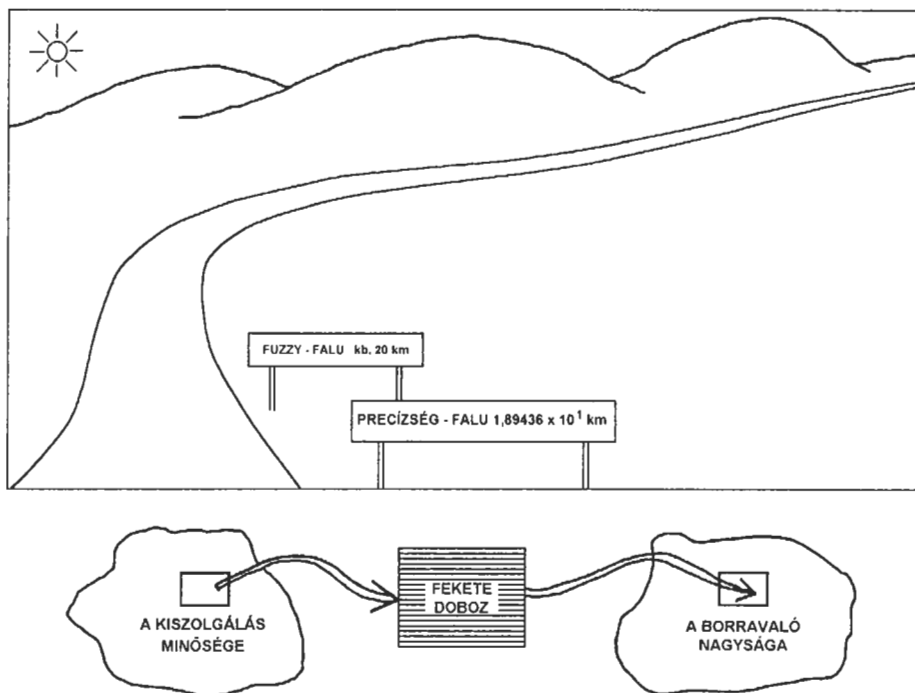 FUZZY - FALU kb, 20 km
PRECÍZSÉG - FALU 1,89436 x 10¹ km
A KISZOLGÁLÁS
MINŐSÉGE
FEKETE
DOBOZ
A BORRAVALÓ
NAGYSÁGA